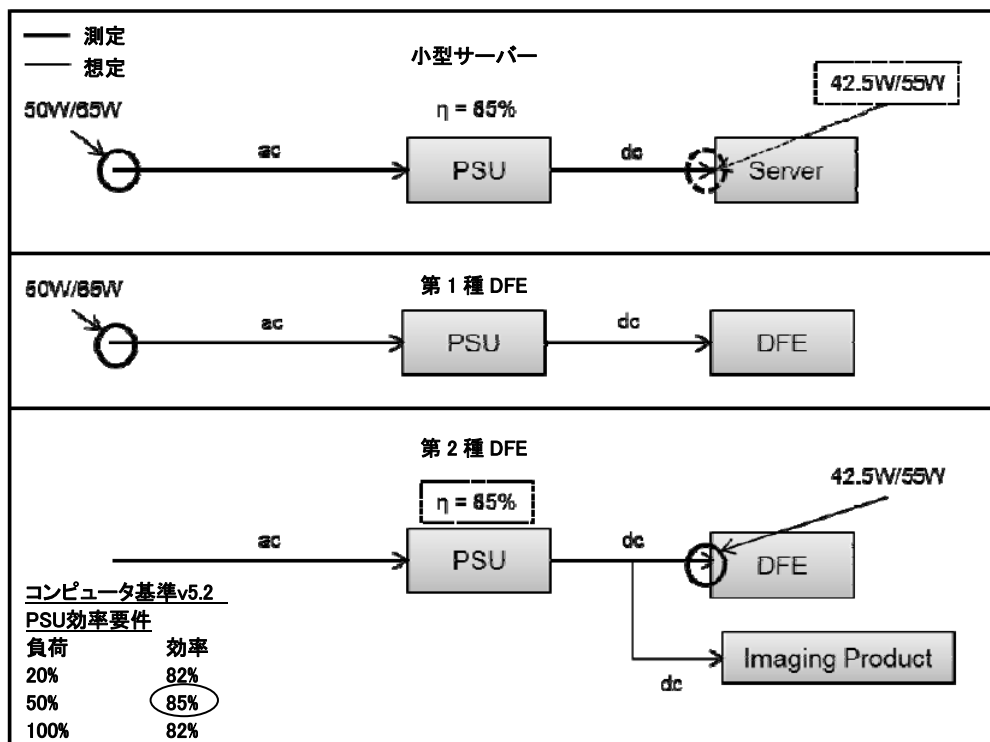 測定
想定
小型サーバー
50W/65W
η = 85%
42.5W/55W
ac
PSU
dc
Server
50W/65W
第1種 DFE
ac
PSU
dc
DFE
第2種 DFE
η = 85%
42.5W/55W
ac
PSU
dc
DFE
Imaging Product
dc
コンピュータ基準v5.2
PSU効率要件
負荷 効率
20% 82%
50% 85%
100% 82%